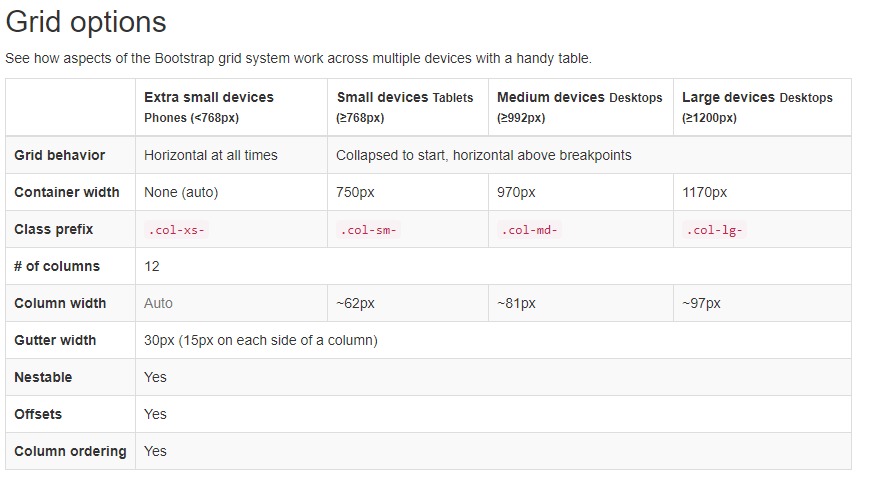 Grid options
See how aspects of the Bootstrap grid system work across multiple devices with a handy table.
Extra small devices Small devices Tablets Medium devices Desktops Large devices Desktops
Phones (<768px) (≥768px) (≥992px) (≥1200px)
Grid behavior Horizontal at all times Collapsed to start, horizontal above breakpoints
Container width None (auto) 750px 970px 1170px
Class prefix .col-xs- .col-sm- .col-md- .col-lg-
# of columns 12
Column width Auto ~62px ~81px ~97px
Gutter width 30px (15px on each side of a column)
Nestable Yes
Offsets Yes
Column ordering Yes